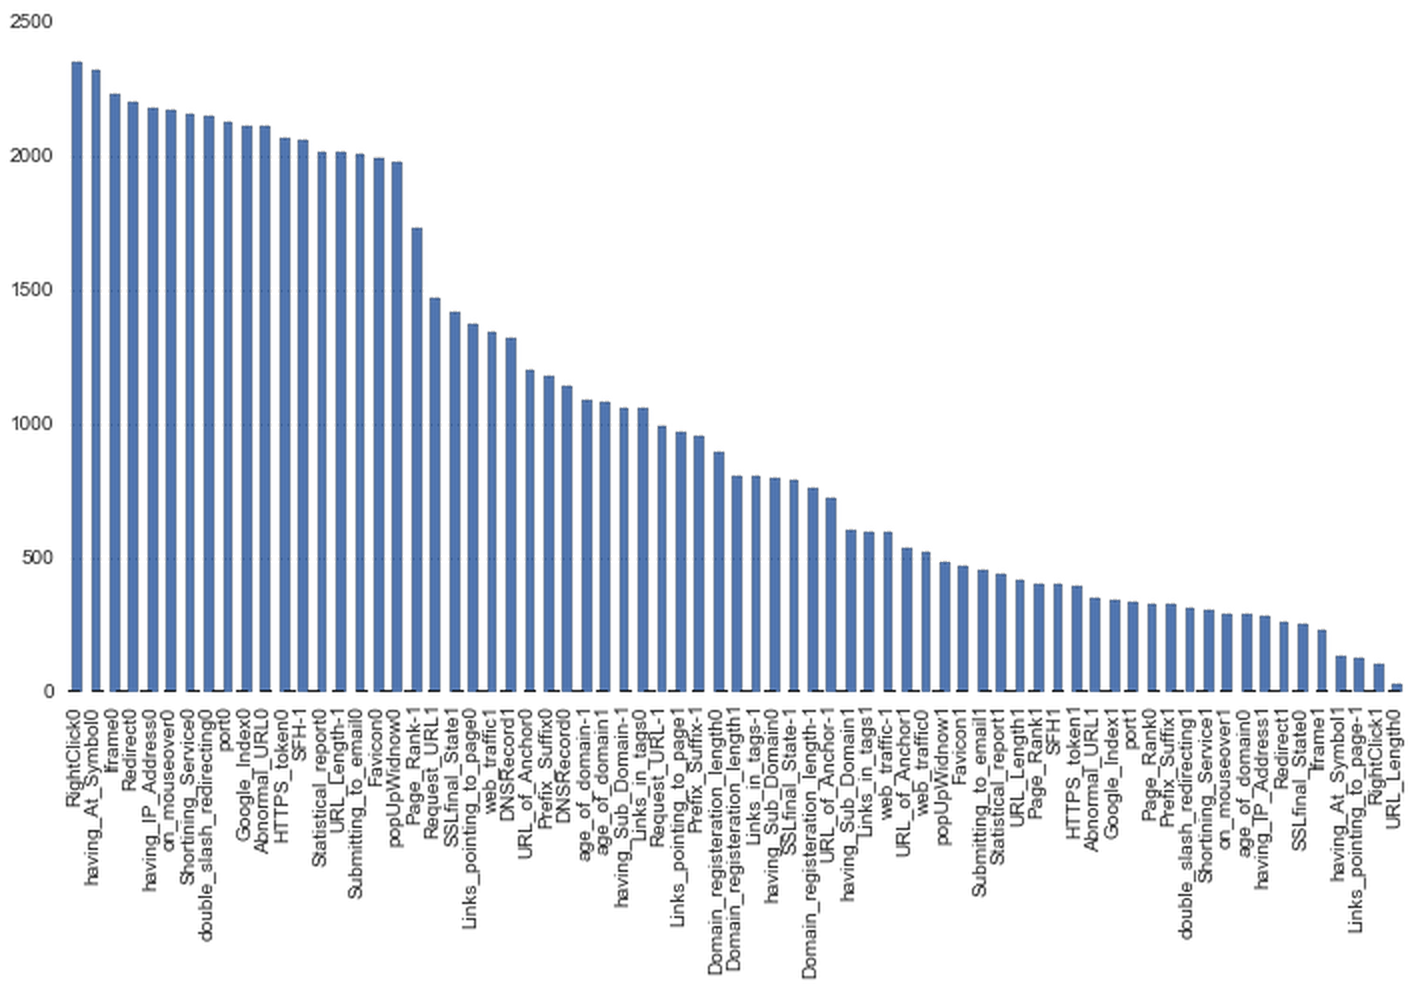 2500
2000
1500
1000
500
0
RightClick0
having_At_Symbol0
Iframe0
Redirect0
having_IP_Address0
on_mouseover0
Shortining_Service0
double_slash_redirecting0
port0
Google_Index0
Abnormal_URL0
HTTPS_token0
SFH-1
Statistical_report0
URL_Length-1
Submitting_to_email0
Favicon0
popUpWidnow0
Page_Rank-1
Request_URL1
SSLfinal_State1
Links_pointing_to_page0
web_traffic1
DNSRecord1
URL_of_Anchor0
Prefix_Suffix0
DNSRecord0
age_of_domain-1
age_of_domain1
having_Sub_Domain-1
Links_in_tags0
Request_URL-1
Links_pointing_to_page1
Prefix_Suffix-1
Domain_registeration_length0
Domain_registeration_length1
Links_in_tags-1
having_Sub_Domain0
SSLfinal_State-1
Domain_registeration_length-1
URL_of_Anchor-1
having_Sub_Domain1
Links_in_tags1
web_traffic-1
URL_of_Anchor1
web_traffic0
popUpWidnow1
Favicon1
Submitting_to_email1
Statistical_report1
URL_Length1
Page_Rank1
SFH1
HTTPS_token1
Abnormal_URL1
Google_Index1
port1
Page_Rank0
Prefix_Suffix1
double_slash_redirecting1
Shortining_Service1
on_mouseover1
age_of_domain0
having_IP_Address1
Redirect1
SSLfinal_State0
Iframe1
having_At_Symbol1
Links_pointing_to_page-1
RightClick1
URL_Length0